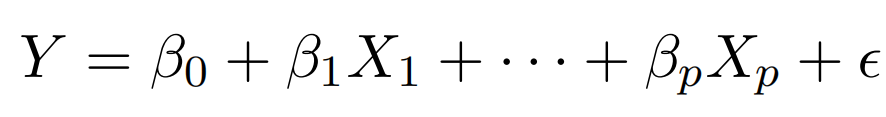 Y = β₀ + β₁X₁ + ⋯ + βₚXₚ + ϵ